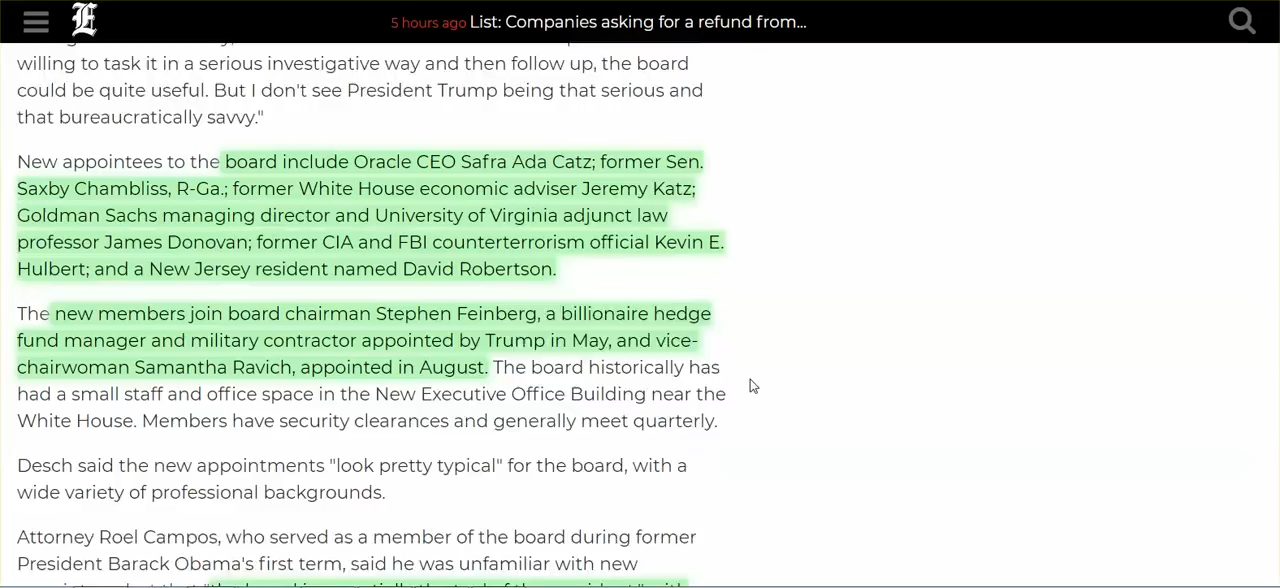 5 hours ago List: Companies asking for a refund from...
willing to task it in a serious investigative way and then follow up, the board
could be quite useful. But I don't see President Trump being that serious and
that bureaucratically savvy."
New appointees to the board include Oracle CEO Safra Ada Catz; former Sen.
Saxby Chambliss, R-Ga.; former White House economic adviser Jeremy Katz;
Goldman Sachs managing director and University of Virginia adjunct law
professor James Donovan; former CIA and FBI counterterrorism official Kevin E.
Hulbert; and a New Jersey resident named David Robertson.
The new members join board chairman Stephen Feinberg, a billionaire hedge
fund manager and military contractor appointed by Trump in May, and vice-
chairwoman Samantha Ravich, appointed in August. The board historically has
had a small staff and office space in the New Executive Office Building near the
White House. Members have security clearances and generally meet quarterly.
Desch said the new appointments "look pretty typical" for the board, with a
wide variety of professional backgrounds.
Attorney Roel Campos, who served as a member of the board during former
President Barack Obama's first term, said he was unfamiliar with new